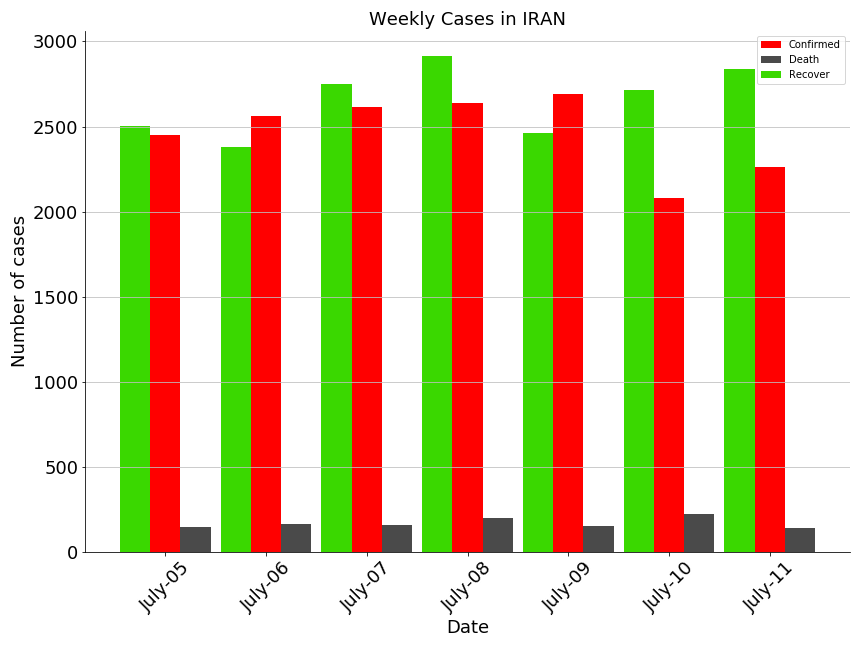 Weekly Cases in IRAN
Confirmed
Death
Recover
Number of cases
3000
2500
2000
1500
1000
500
0
July-05
July-06
July-07
July-08
July-09
July-10
July-11
Date